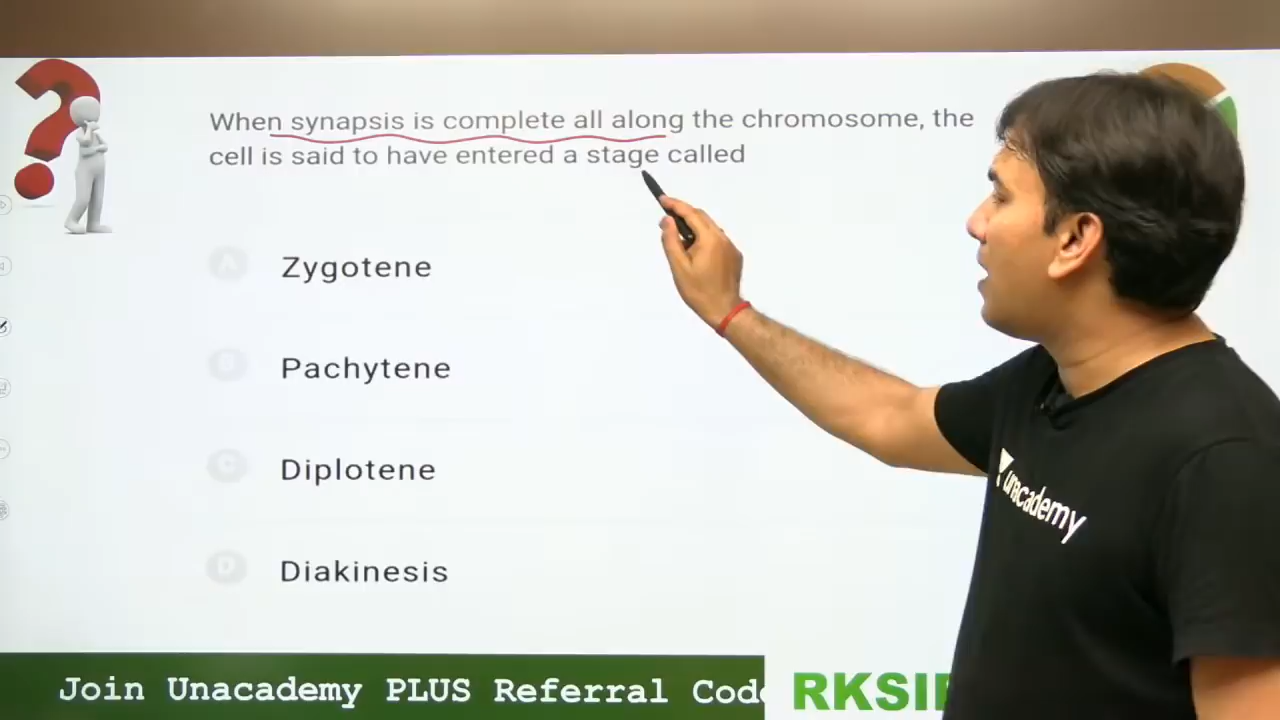 When synapsis is complete all along the chromosome, the
cell is said to have entered a stage called
A Zygotene
B Pachytene
C Diplotene
D Diakinesis
unacademy
Join Unacademy PLUS Referral Code